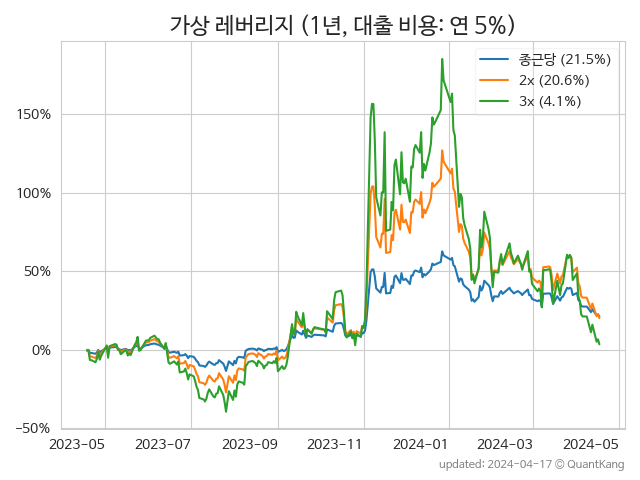 가상 레버리지 (1년, 대출 비용: 연 5%)
종근당 (21.5%)
2x (20.6%)
3x (4.1%)
150%
100%
50%
0%
−50%
2023-05
2023-07
2023-09
2023-11
2024-01
2024-03
2024-05
updated: 2024-04-17 © QuantKang